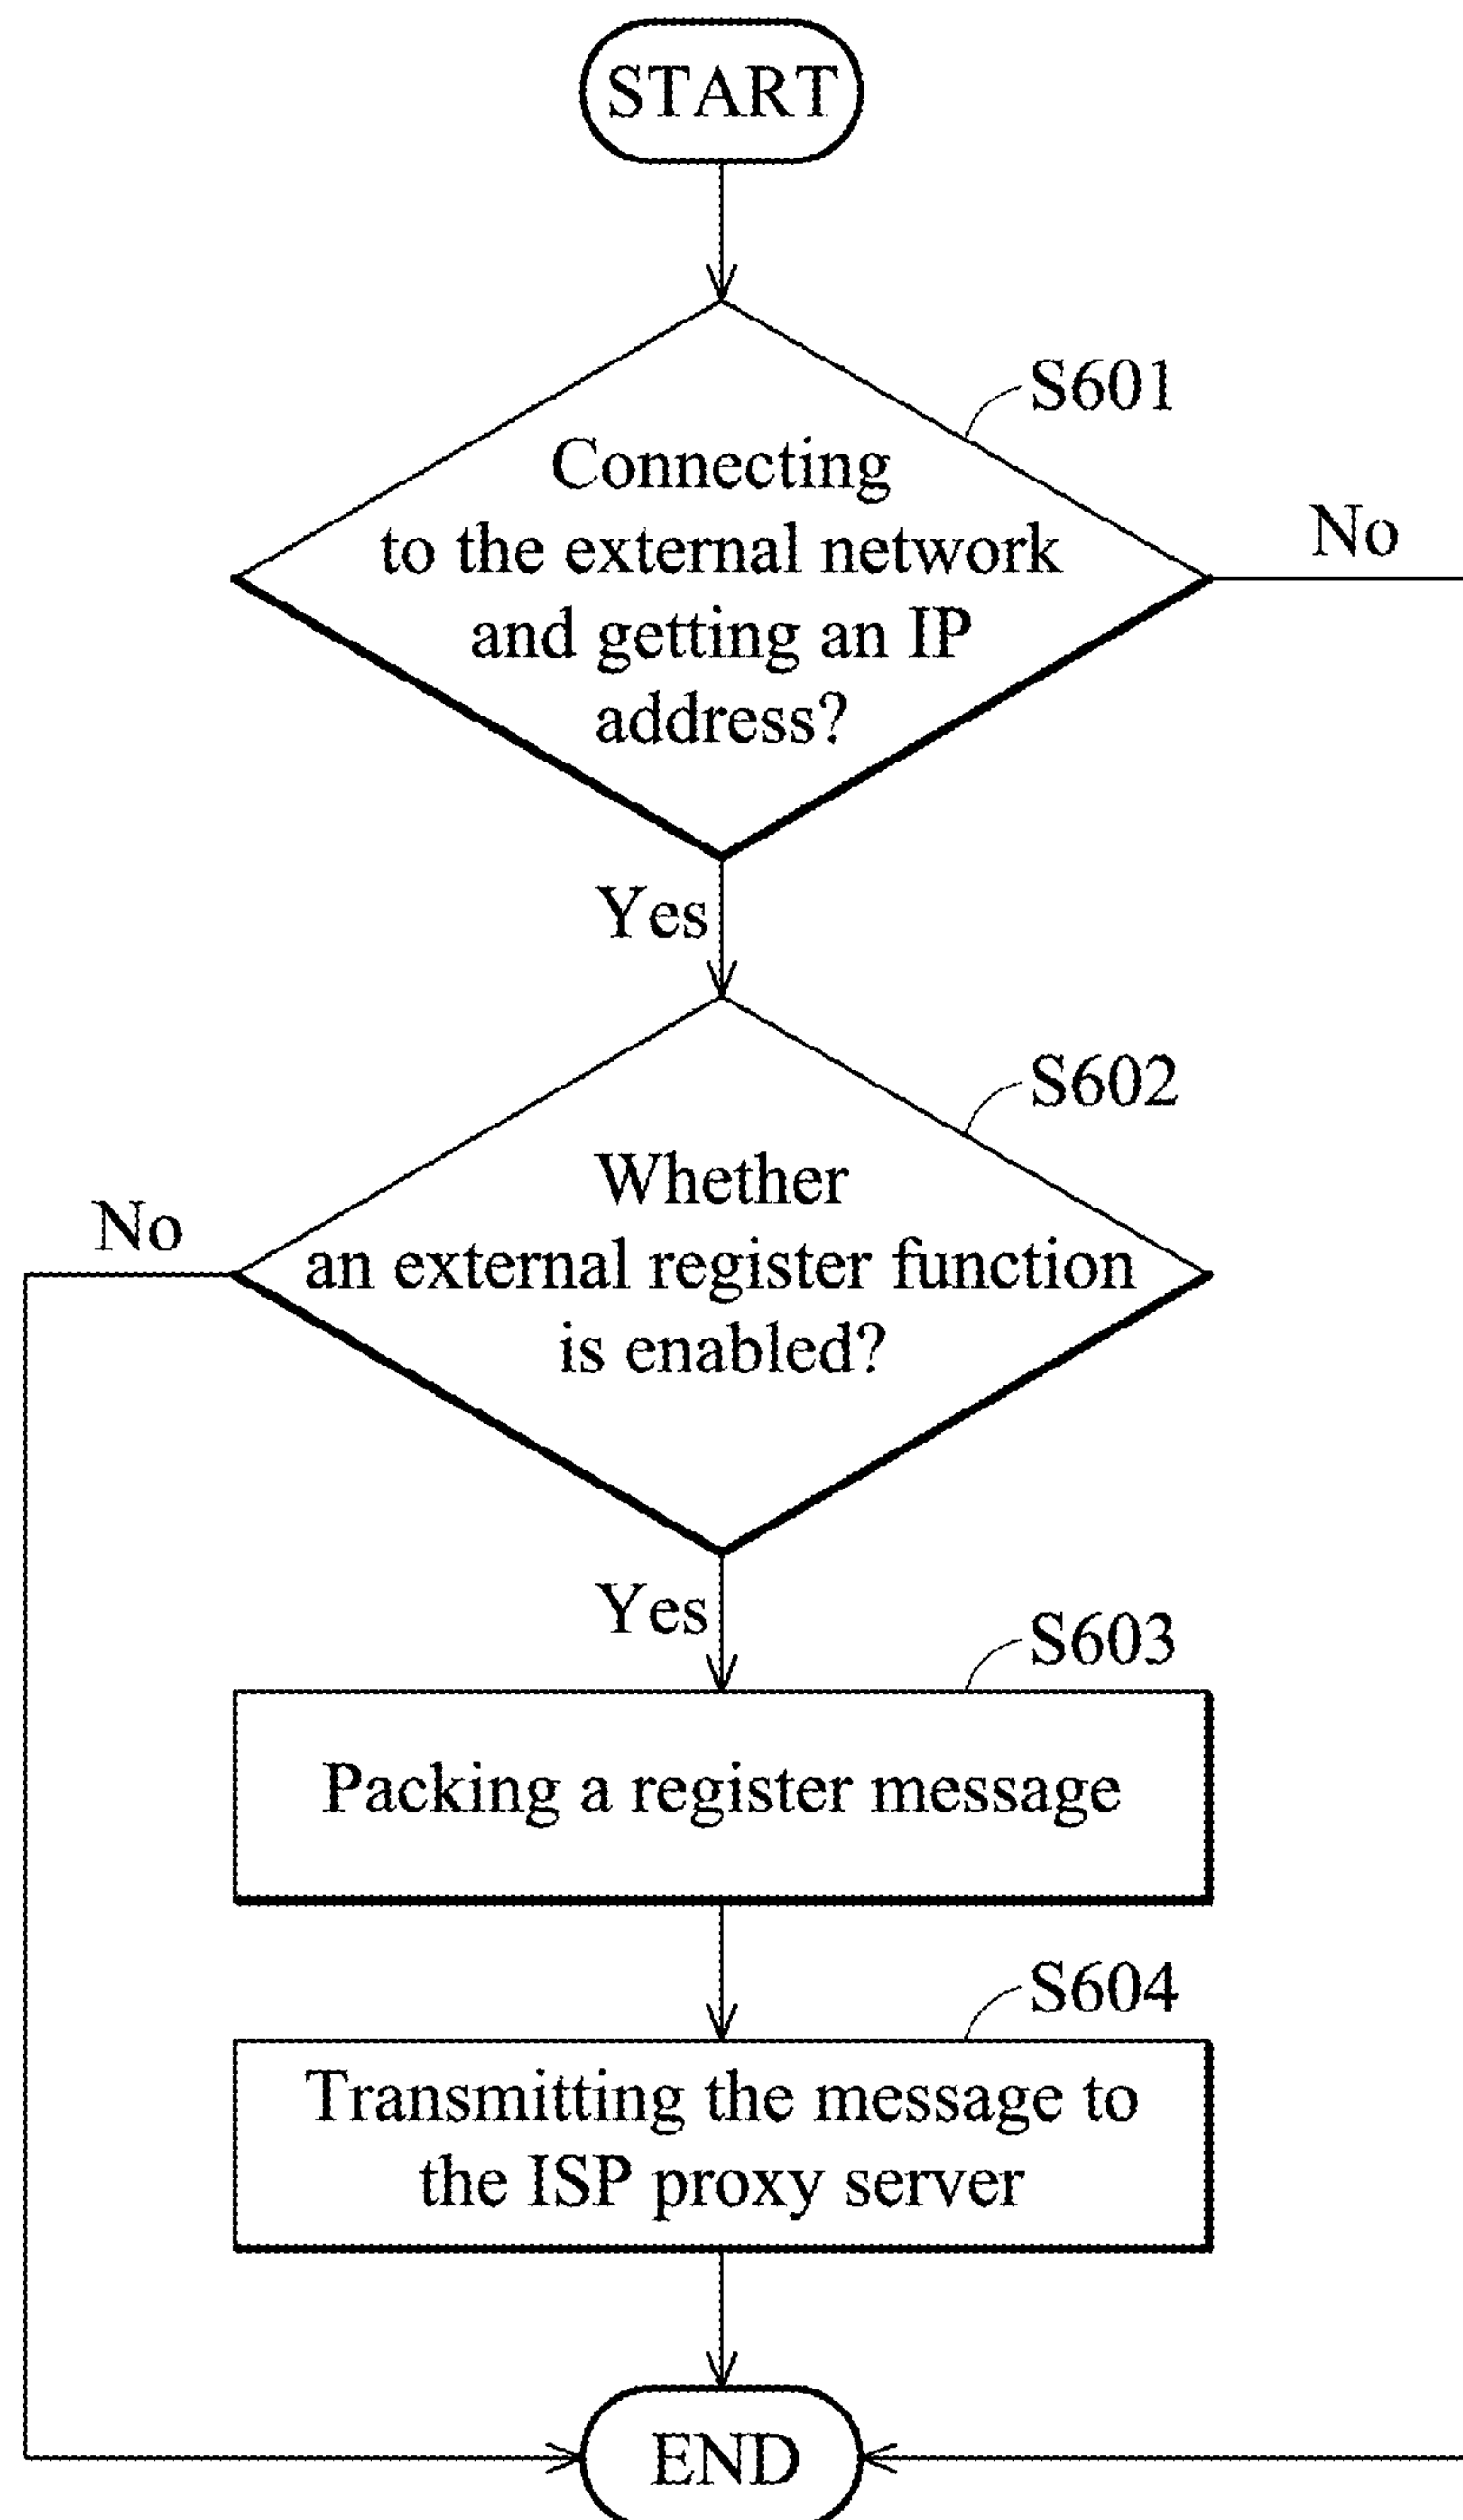 START
S601
Connecting
to the external network
and getting an IP
address?
No
Yes
S602
Whether
an external register function
is enabled?
No
Yes
S603
Packing a register message
S604
Transmitting the message to
the ISP proxy server
END